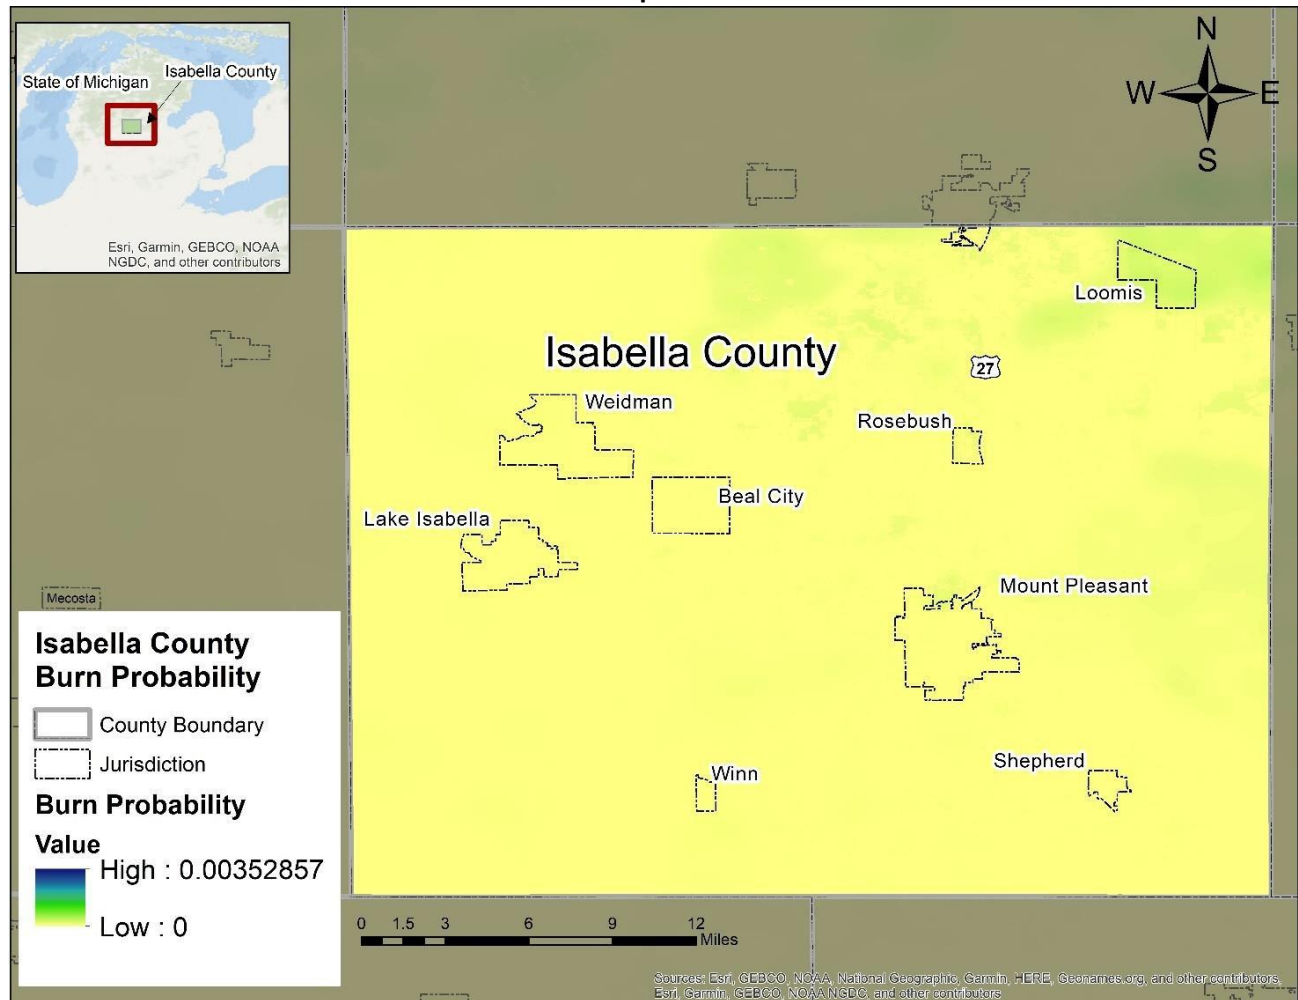 State of Michigan
Isabella County
Esri, Garmin, GEBCO, NOAA
NGDC, and other contributors
N
W
E
S
Loomis
Isabella County
27
Weidman
Rosebush
Beal City
Lake Isabella
Mount Pleasant
Mecosta
Winn
Shepherd
Isabella County
Burn Probability
County Boundary
Jurisdiction
Burn Probability
Value
High : 0.00352857
Low : 0
0 1.5 3 6 9 12
Miles
Sources: Esri, GEBCO, NOAA, National Geographic, Garmin, HERE, Geonames.org, and other contributors
Esri, Garmin, GEBCO, NOAA NGDC, and other contributors